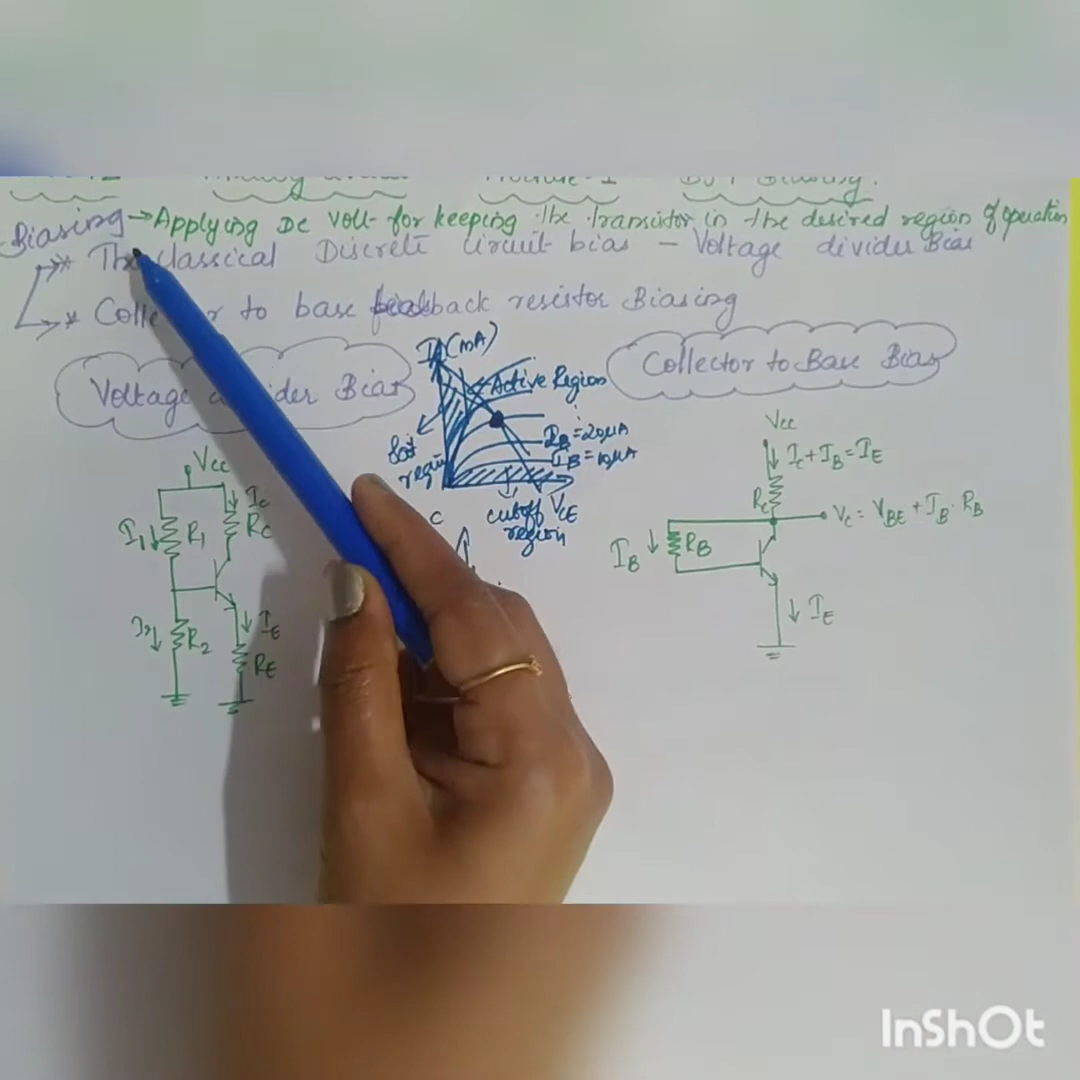 BJT Biasing.
Biasing → Applying DC volt for keeping the transistor in the desired region of operation
* The classical Discrete circuit bias - Voltage divider Bias
* to base feedback resistor Biasing
Voltage Bias
(mA)
Active Region
IB = 20μA
IB = 10μA
Sat
region
cutoff VCE
region
Collector to Base Bias
Vcc
I1 R1
IC
RC
I2 R2
IE
RE
Vcc
Ic + IB = IE
Rc
Vc = VBE + IB. RB
IB RB
IE
InShOt